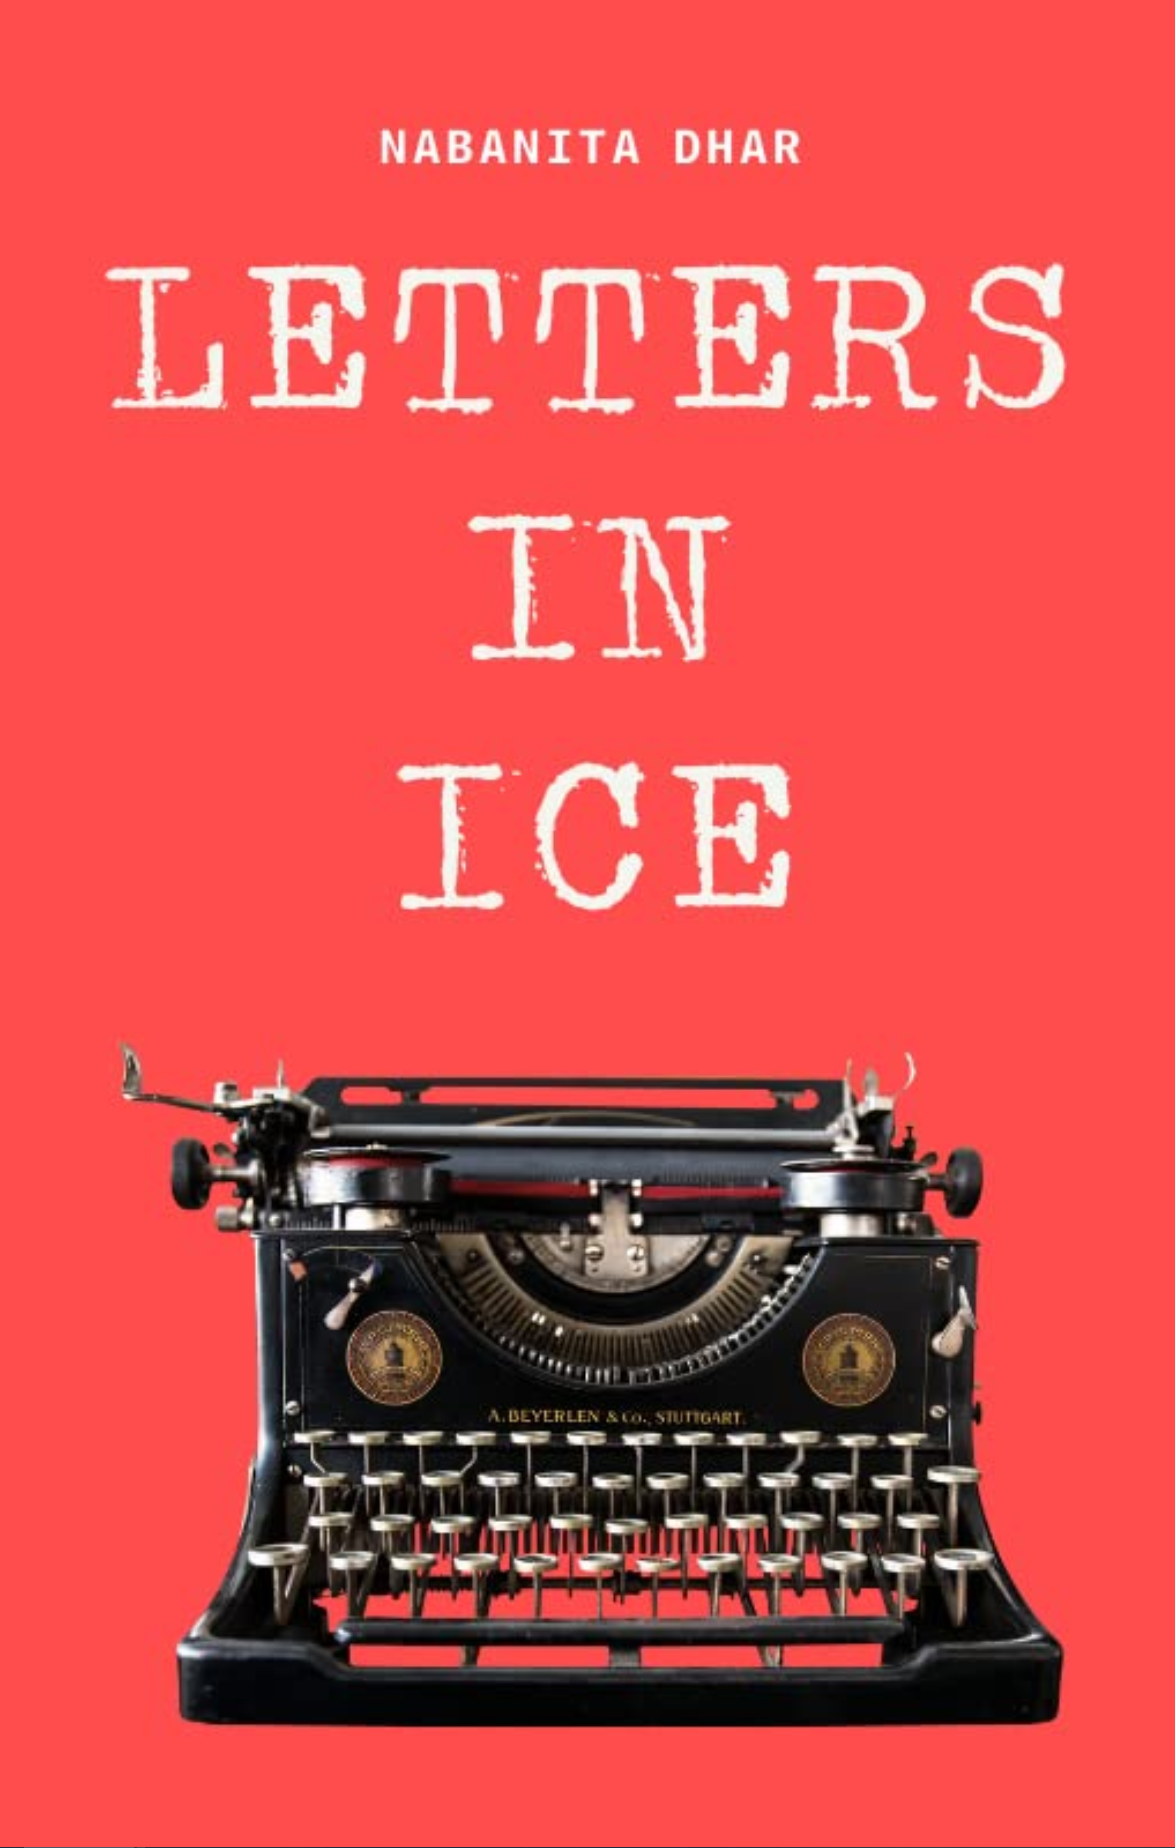 NABANITA DHAR
LETTERS
IN
ICE
A. BEYERLEN & Co., STUTTGART.